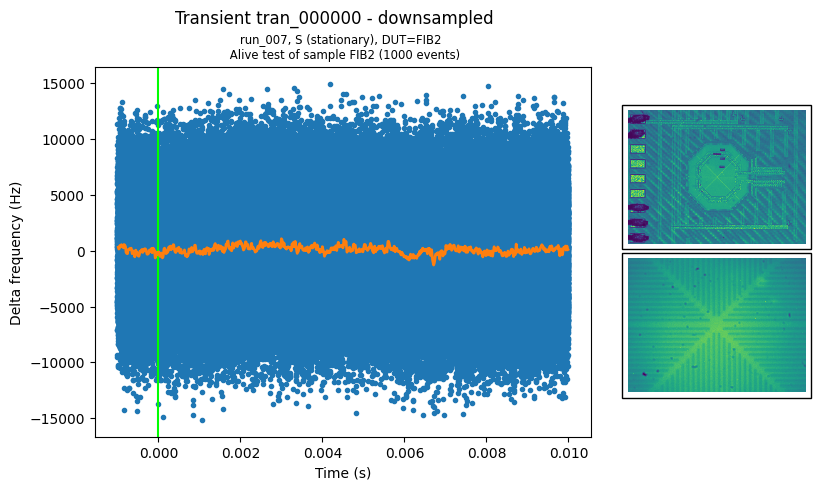 Transient tran_000000 - downsampled
run_007, S (stationary), DUT=FIB2
Alive test of sample FIB2 (1000 events)
Delta frequency (Hz)
15000
10000
5000
0
−5000
−10000
−15000
0.000
0.002
0.004
0.006
0.008
0.010
Time (s)